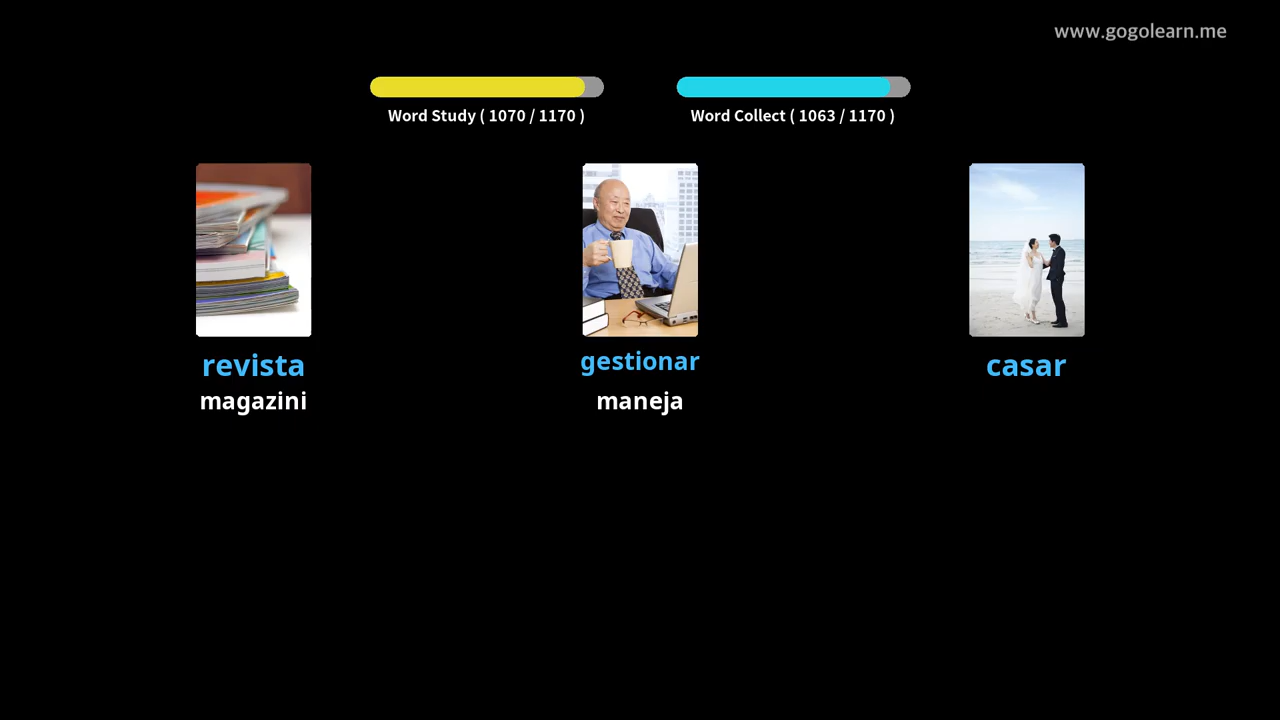 www.gogolearn.me
Word Study ( 1070 / 1170 )
Word Collect ( 1063 / 1170 )
revista
magazini
gestionar
maneja
casar